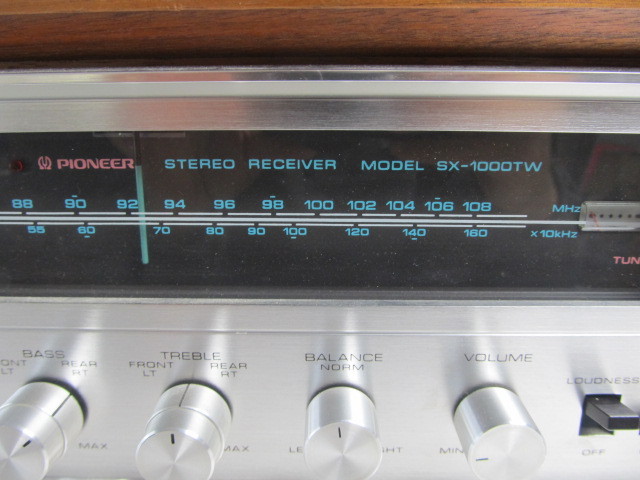 PIONEER STEREO RECEIVER MODEL SX-1000TW
88 90 92 94 96 98 100 102 104 106 108 MHz
55 60 70 80 90 100 120 140 160 x10kHz
BASS TREBLE BALANCE VOLUME
REAR FRONT REAR NORM
LT RT LT RT
LOUDNESS
MAX MAX MIN OFF